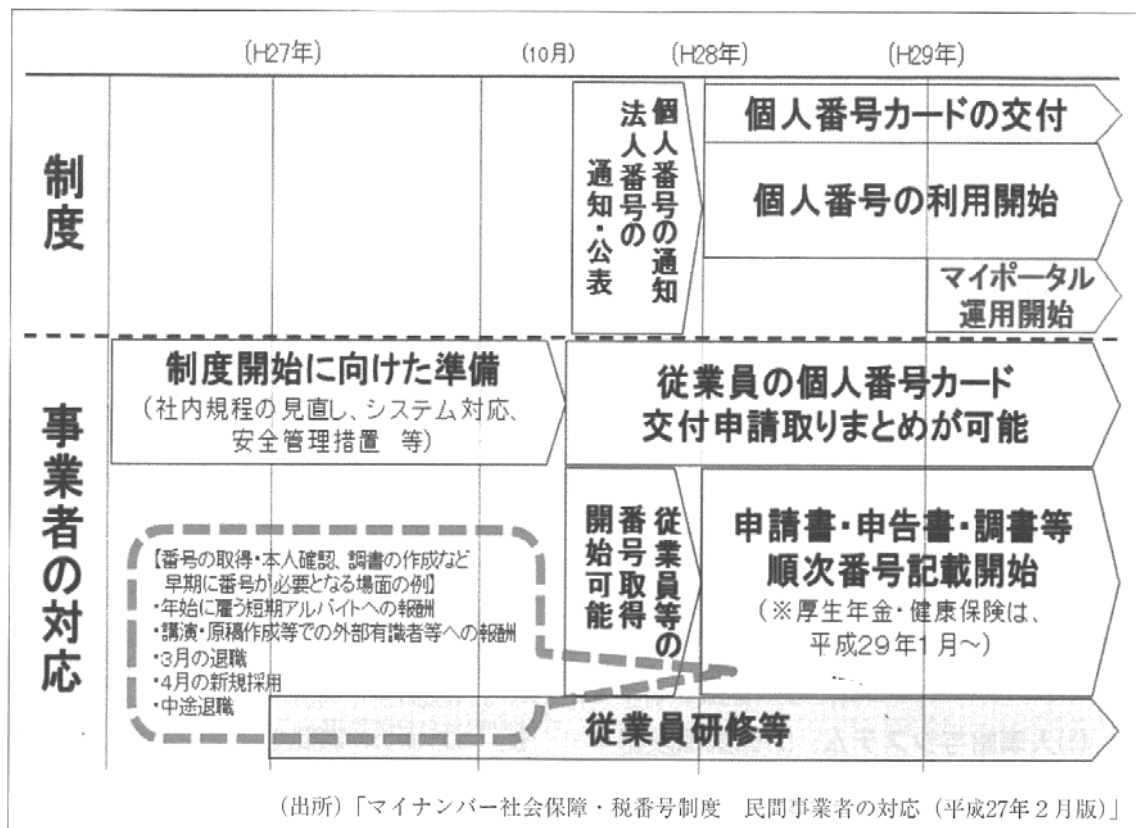 (H27年)
(10月)
(H28年)
(H29年)
制度
個人番号の通知
法人番号の
通知・公表
個人番号カードの交付
個人番号の利用開始
マイポータル
運用開始
事業者の対応
制度開始に向けた準備
(社内規程の見直し、システム対応、
安全管理措置 等)
従業員の個人番号カード
交付申請取りまとめが可能
従業員等の
番号取得
開始可能
申請書・申告書・調書等
順次番号記載開始
(※厚生年金・健康保険は、
平成29年1月~)
【番号の取得・本人確認、調書の作成など
早期に番号が必要となる場面の例】
・年始に雇う短期アルバイトへの報酬
・講演・原稿作成等での外部有識者等への報酬
・3月の退職
・4月の新規採用
・中途退職
従業員研修等
(出所)「マイナンバー社会保障・税番号制度 民間事業者の対応(平成27年2月版)」